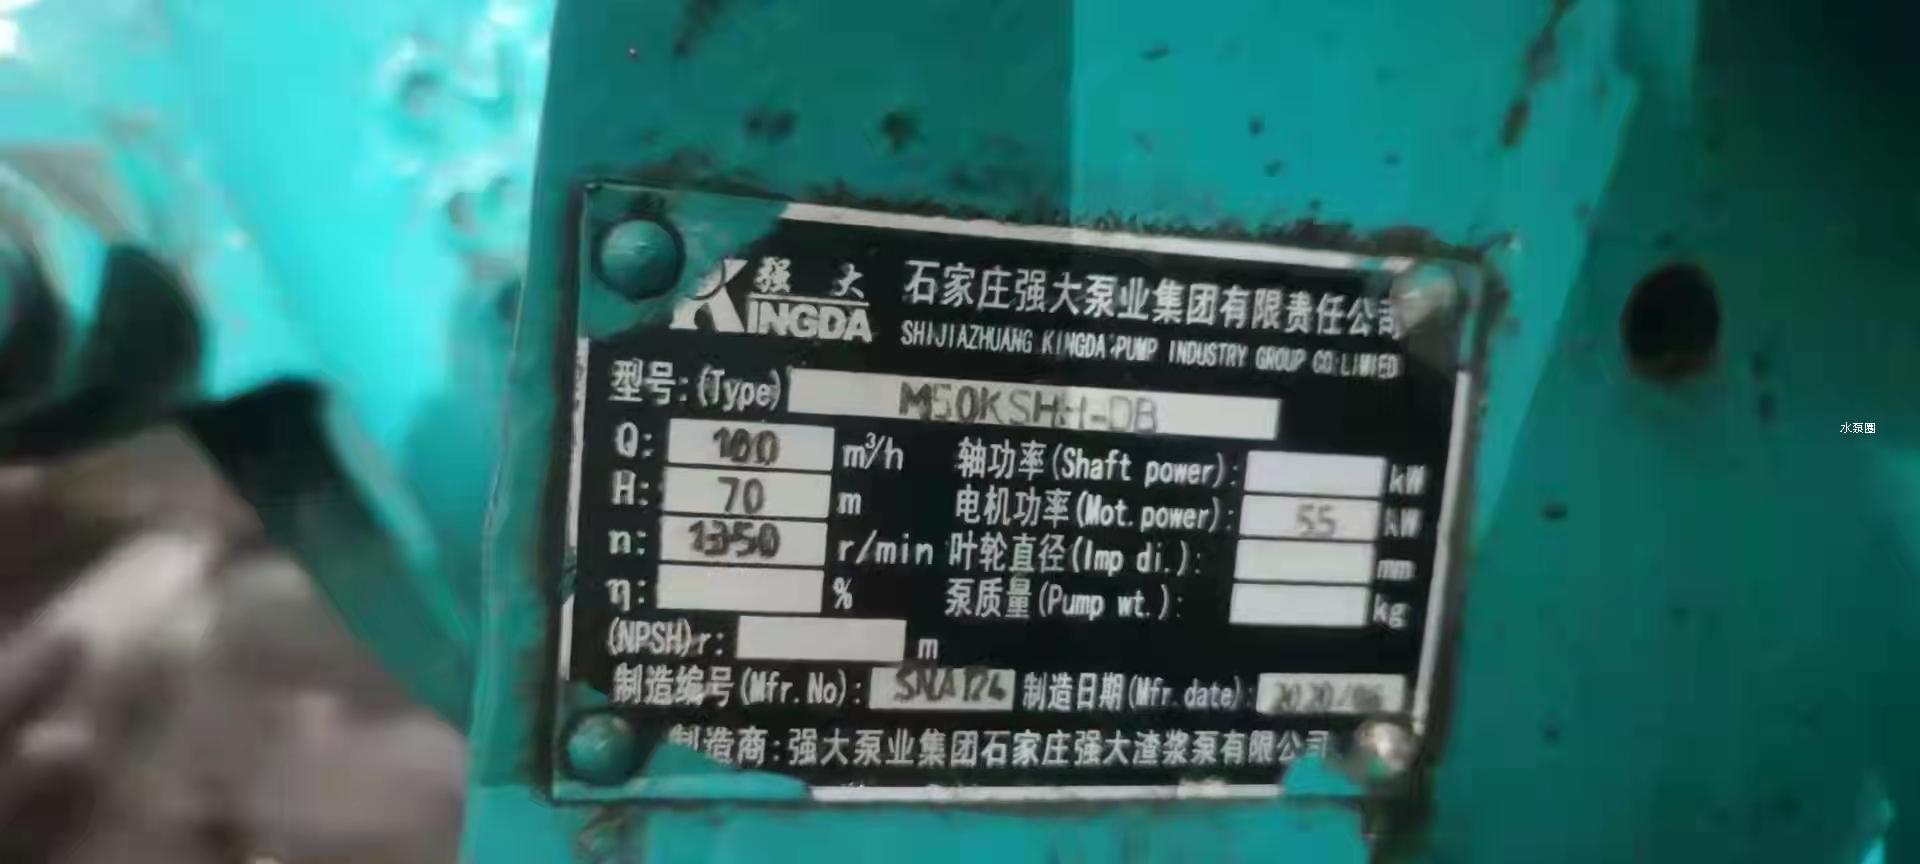 强大 石家庄强大泵业集团有限责任公司
KINGDA SHIJIAZHUANG KINGDA PUMP INDUSTRY GROUP CO.LIMIED
型号:(Type) M50KSHH-DB
Q: 100 m³/h 轴功率(Shaft power): kW
H: 70 m 电机功率(Mot.power): 55 kW
n: 1350 r/min 叶轮直径(Imp di.): mm
η: % 泵质量(Pump wt.): kg
(NPSH)r: m
制造编号(Mfr.No): 制造日期(Mfr.date): 2020/06
制造商:强大泵业集团石家庄强大渣浆泵有限公司
水泵圈